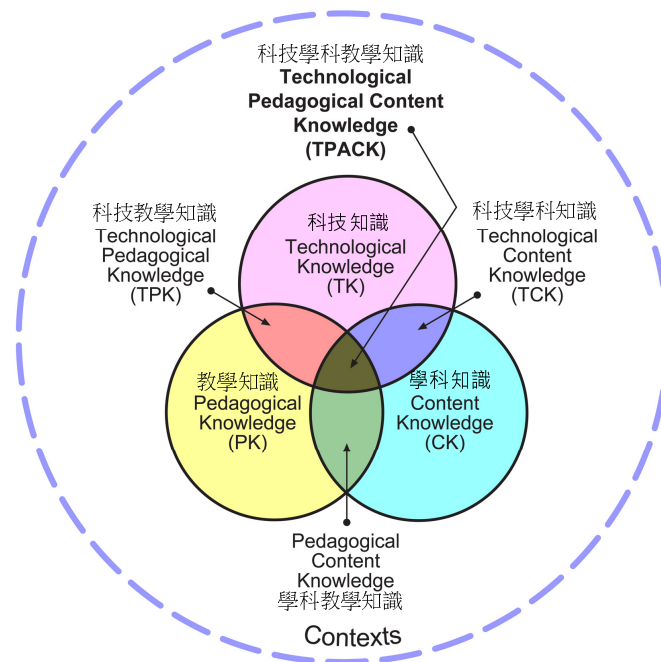 科技學科教學知識
Technological
Pedagogical Content
Knowledge
(TPACK)
科技教學知識
Technological
Pedagogical
Knowledge
(TPK)
科技知識
Technological
Knowledge
(TK)
科技學科知識
Technological
Content
Knowledge
(TCK)
教學知識
Pedagogical
Knowledge
(PK)
學科知識
Content
Knowledge
(CK)
Pedagogical
Content
Knowledge
學科教學知識
Contexts